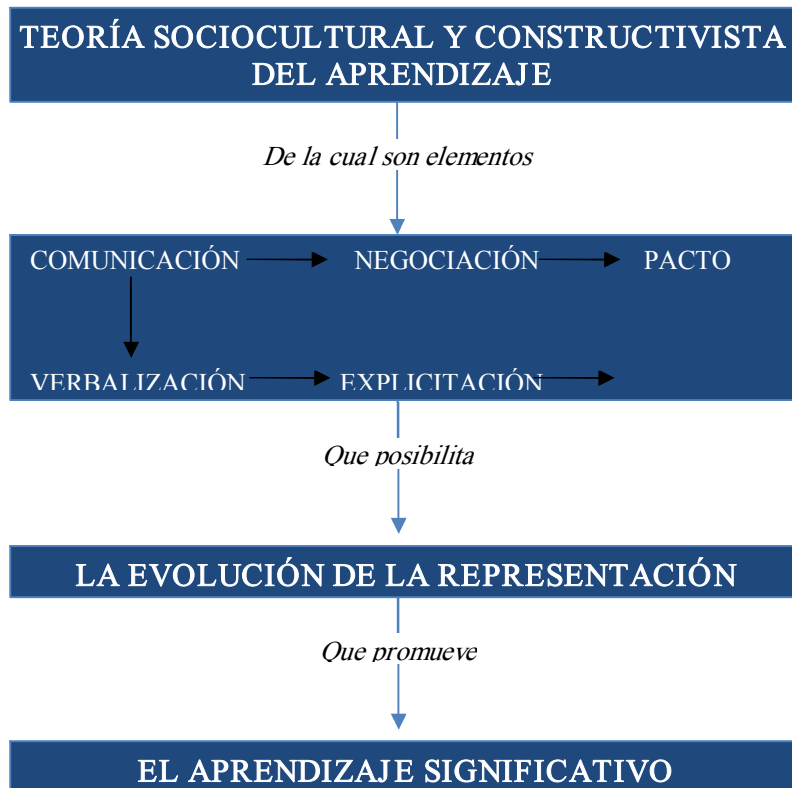 TEORÍA SOCIOCULTURAL Y CONSTRUCTIVISTA
DEL APRENDIZAJE
De la cual son elementos
COMUNICACIÓN NEGOCIACIÓN PACTO
VERBALIZACIÓN EXPLICITACIÓN
Que posibilita
LA EVOLUCIÓN DE LA REPRESENTACIÓN
Que promueve
EL APRENDIZAJE SIGNIFICATIVO